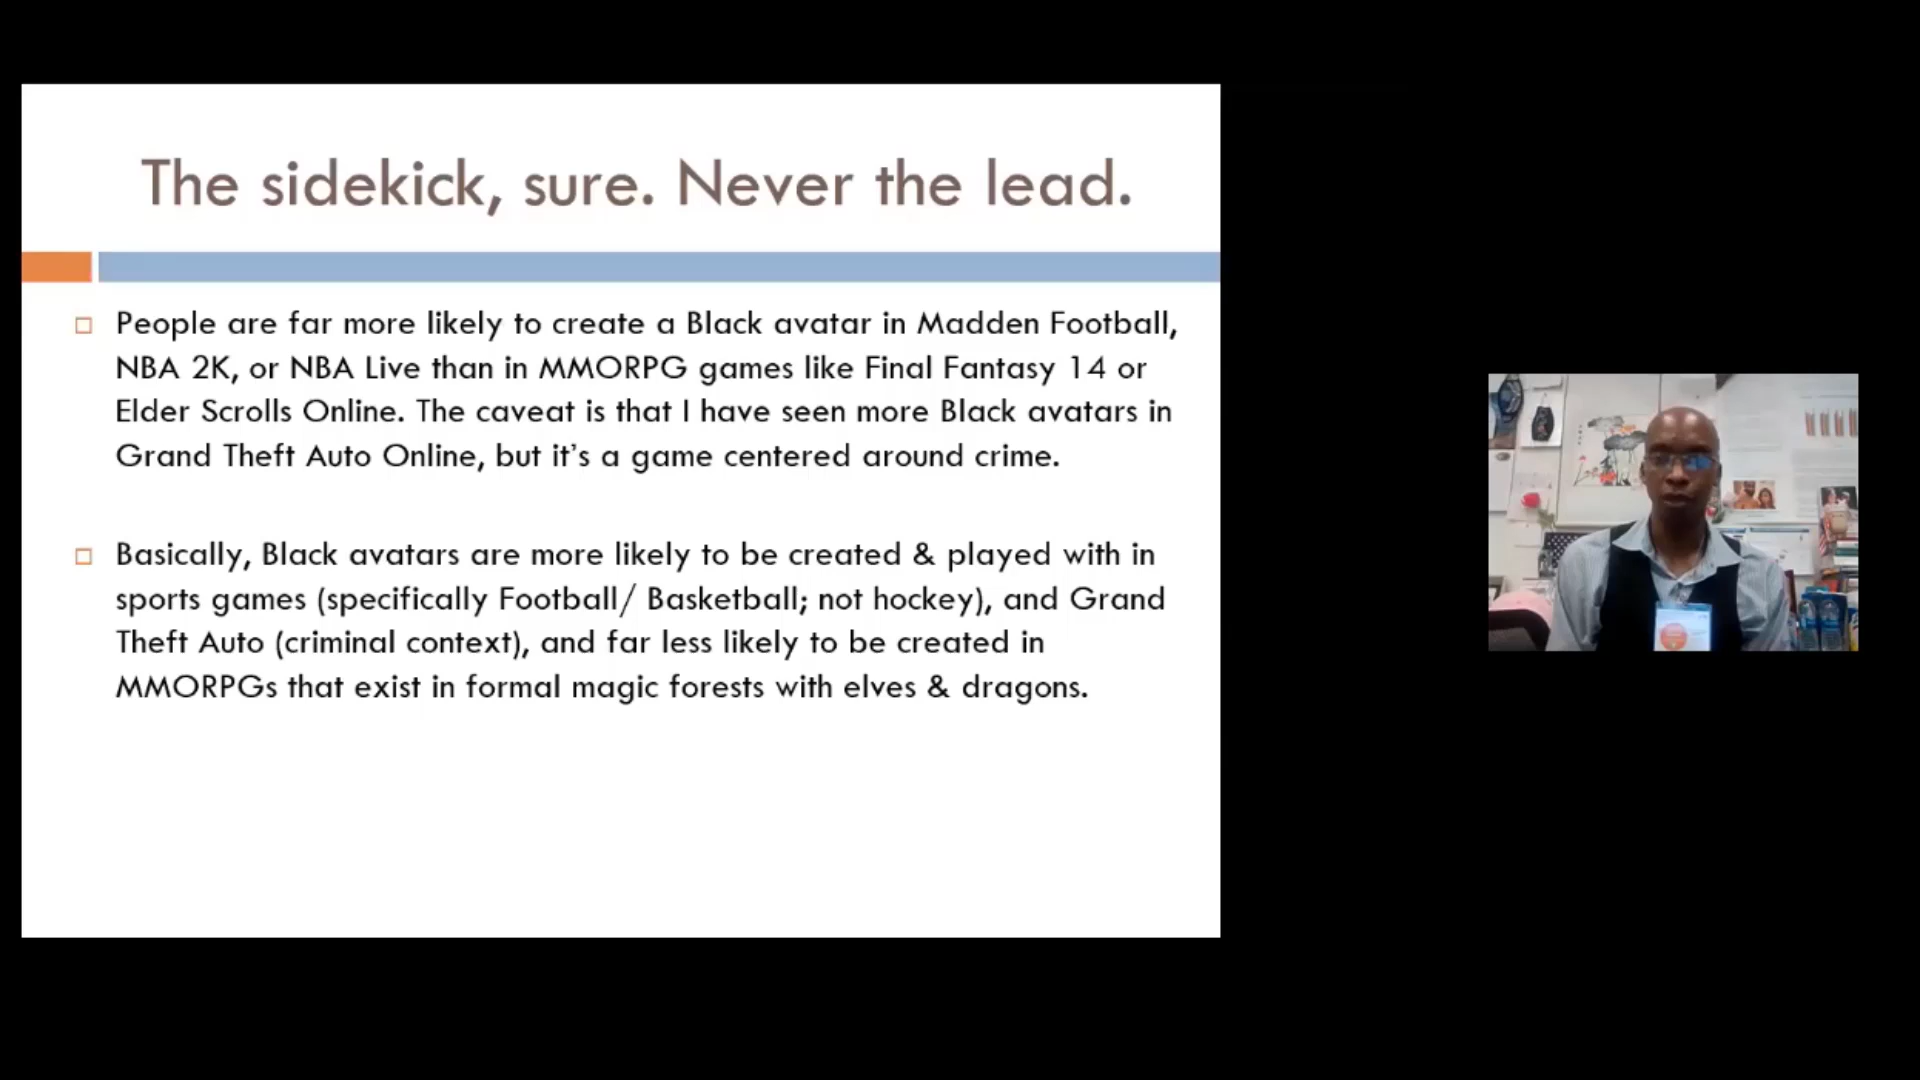 The sidekick, sure. Never the lead.
People are far more likely to create a Black avatar in Madden Football,
NBA 2K, or NBA Live than in MMORPG games like Final Fantasy 14 or
Elder Scrolls Online. The caveat is that I have seen more Black avatars in
Grand Theft Auto Online, but it’s a game centered around crime.
Basically, Black avatars are more likely to be created & played with in
sports games (specifically Football/ Basketball; not hockey), and Grand
Theft Auto (criminal context), and far less likely to be created in
MMORPGs that exist in formal magic forests with elves & dragons.